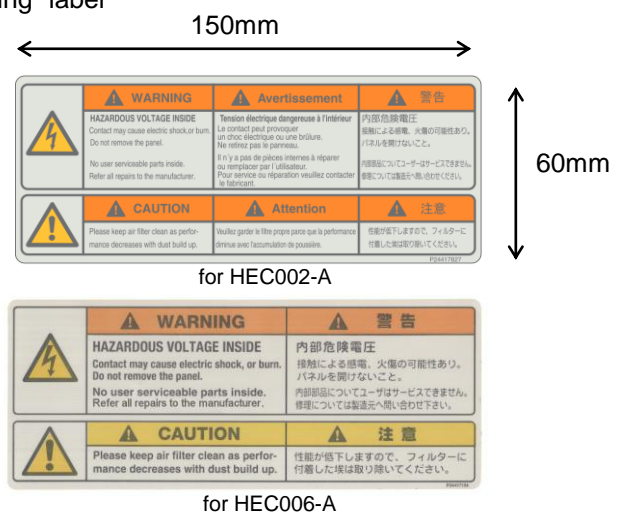 ing label
150mm
WARNING
Avertissement
警告
HAZARDOUS VOLTAGE INSIDE
Contact may cause electric shock,or burn.
Do not remove the panel.
No user serviceable parts inside.
Refer all repairs to the manufacturer.
Tension électrique dangereuse à l'intérieur
Le contact peut provoquer
un choc électrique ou une brûlure.
Ne retirez pas le panneau.
Il n'y a pas de pièces internes à réparer
ou remplacer par l'utilisateur.
Pour service ou réparation veuillez contacter
le fabricant.
内部危険電圧
接触による感電、火傷の可能性あり。
パネルを開けないこと。
内部部品についてユーザーはサービスできません。
修理については製造元へ問い合わせください。
60mm
CAUTION
Attention
注意
Please keep air filter clean as perfor-
mance decreases with dust build up.
Veuillez garder le filtre propre parce que la performance
diminue avec l'accumulation de poussière.
性能が低下しますので、フィルターに
付着した埃は取り除いてください。
P24417827
for HEC002-A
WARNING
警告
HAZARDOUS VOLTAGE INSIDE
Contact may cause electric shock, or burn.
Do not remove the panel.
No user serviceable parts inside.
Refer all repairs to the manufacturer.
内部危険電圧
接触による感電、火傷の可能性あり。
パネルを開けないこと。
内部部品についてユーザはサービスできません。
修理については製造元へ問い合わせ下さい。
CAUTION
注意
Please keep air filter clean as perfor-
mance decreases with dust build up.
性能が低下しますので、フィルターに
付着した埃は取り除いてください。
for HEC006-A